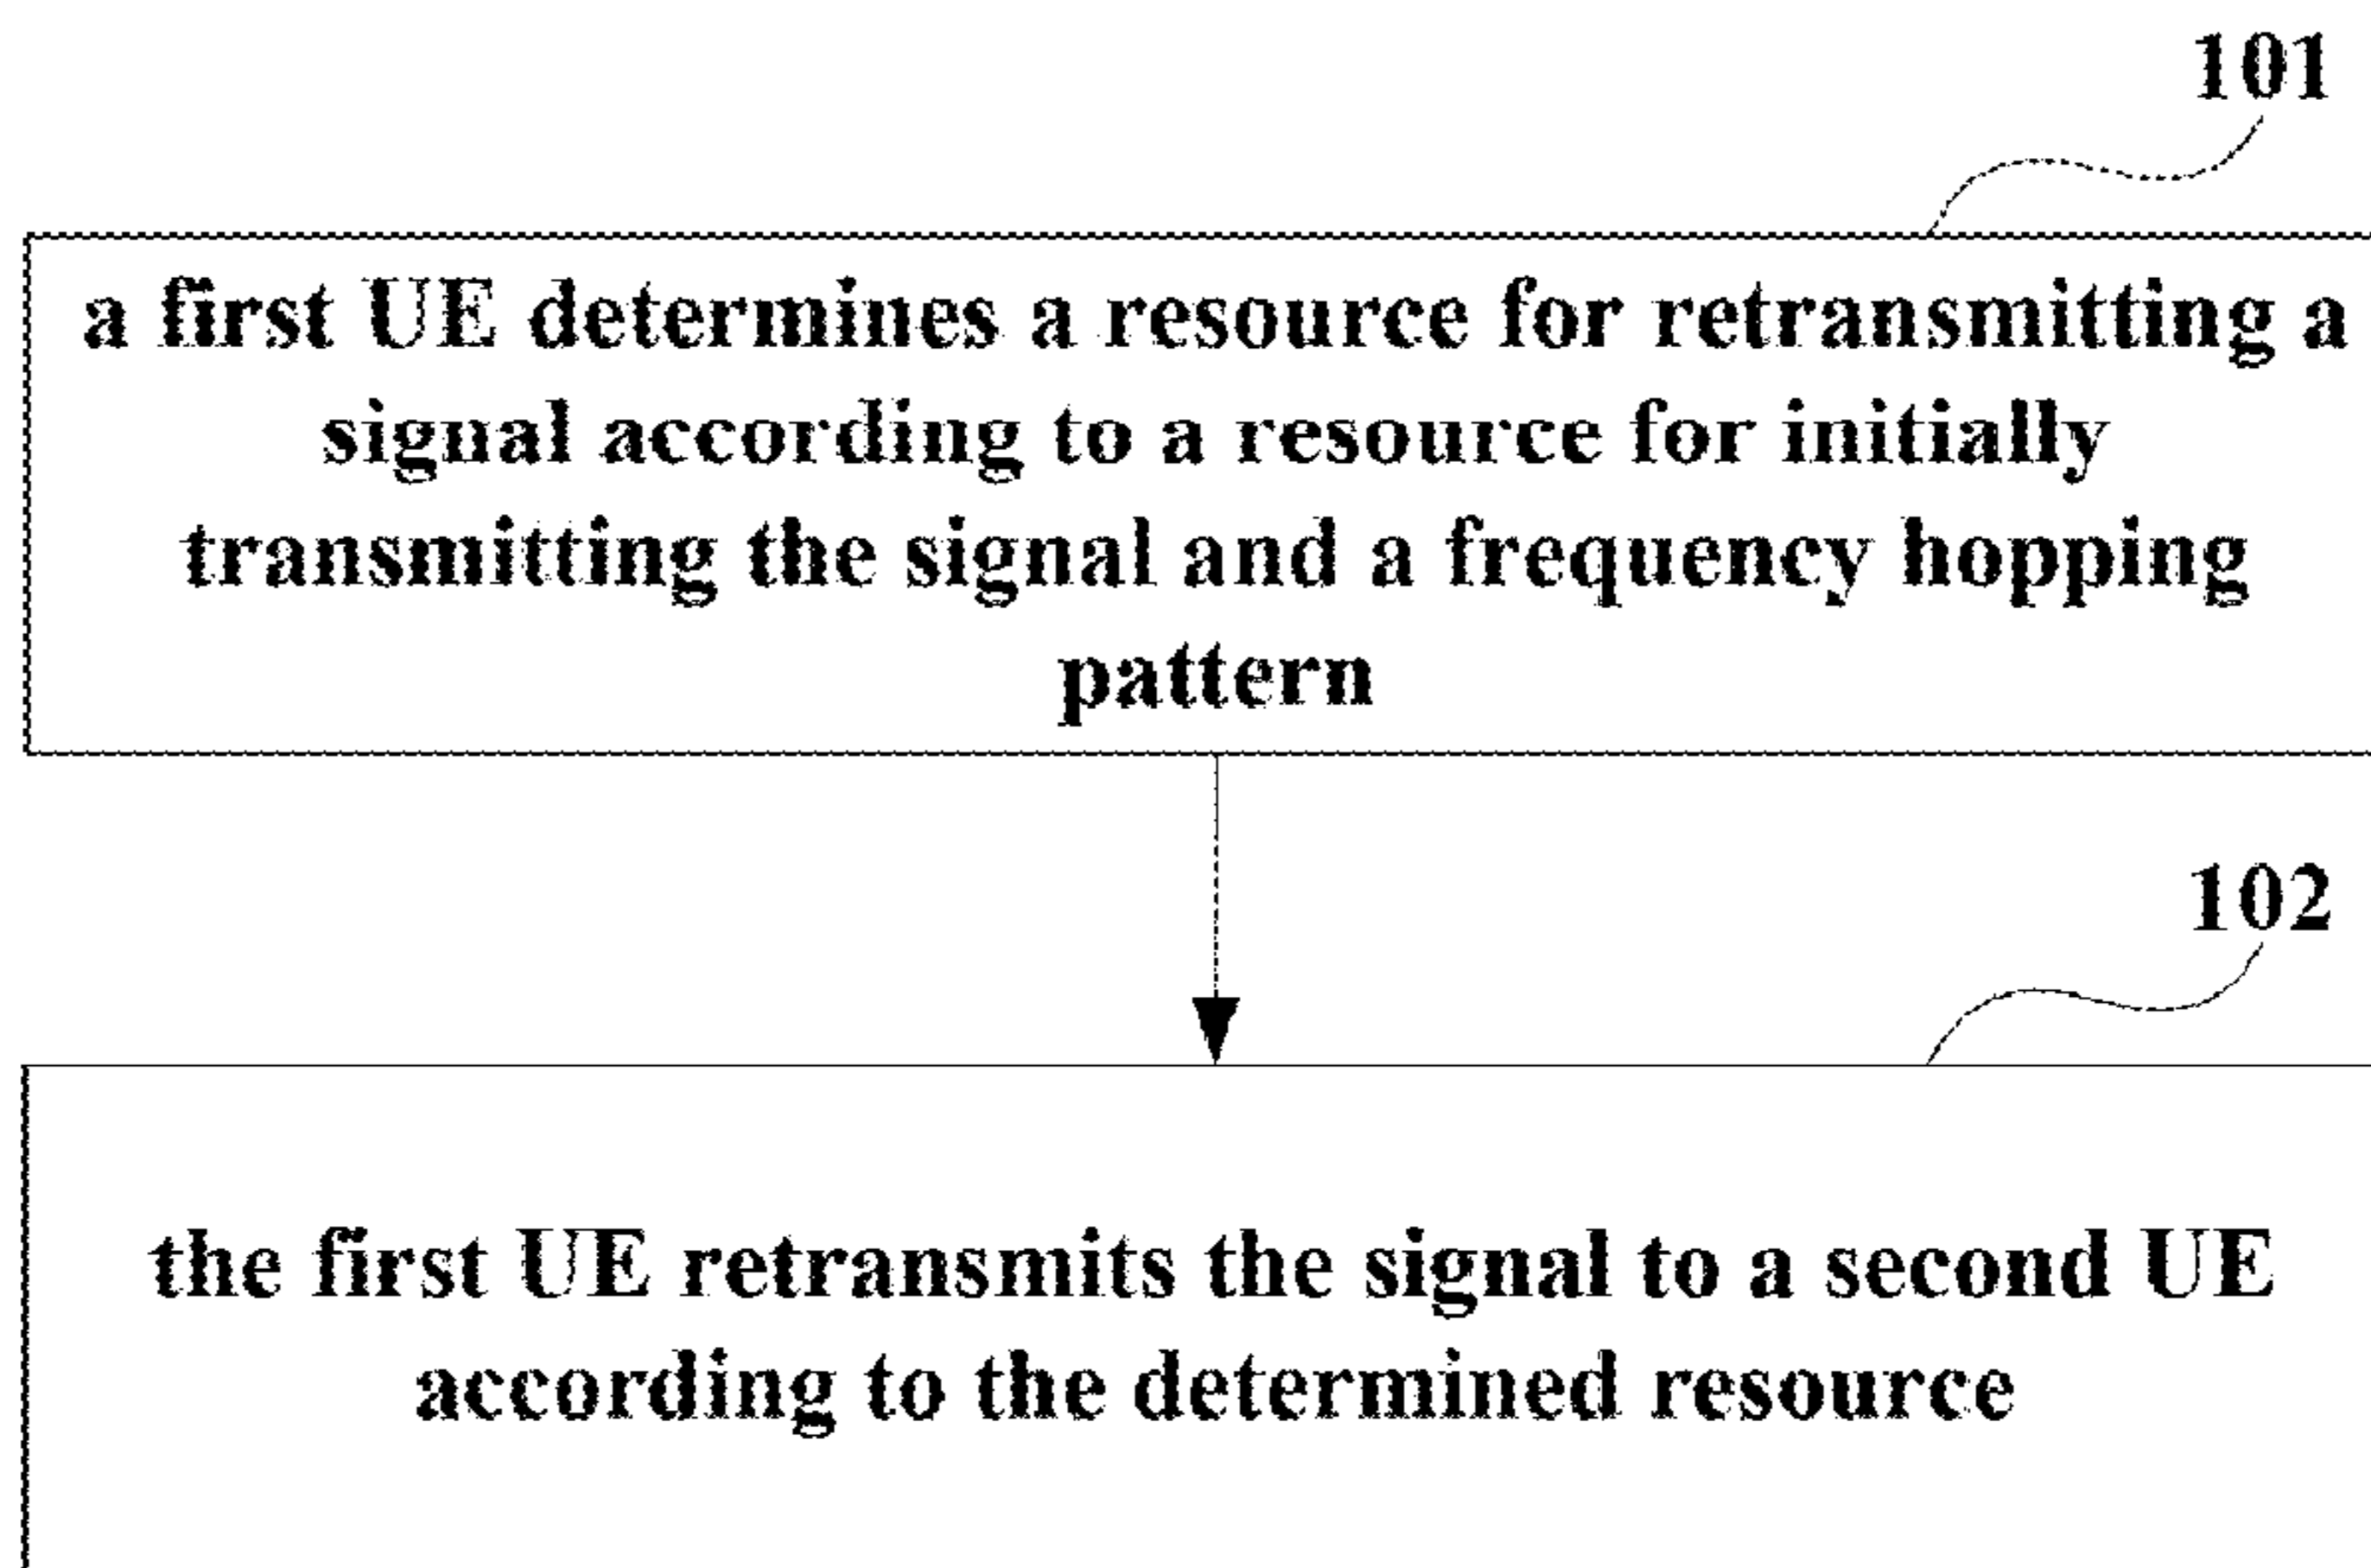 101
a first UE determines a resource for retransmitting a
signal according to a resource for initially
transmitting the signal and a frequency hopping
pattern
102
the first UE retransmits the signal to a second UE
according to the determined resource